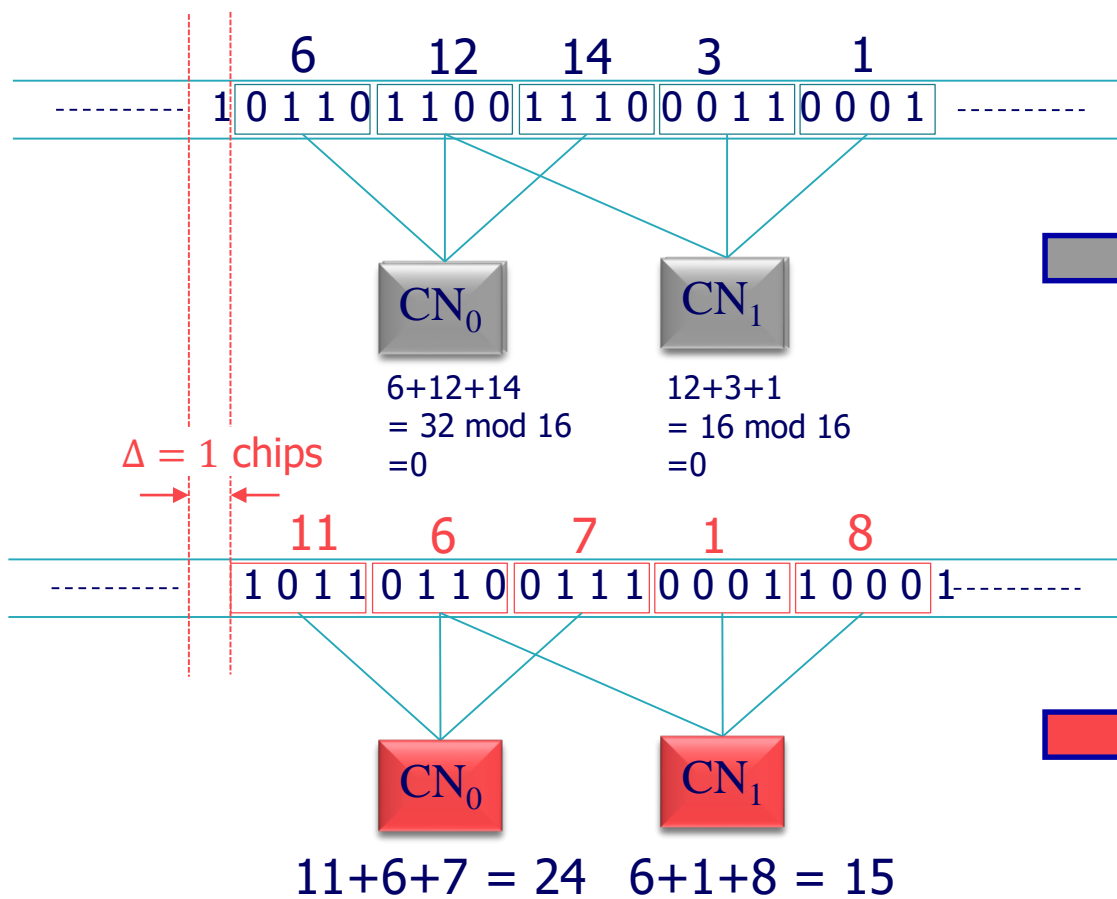 6 12 14 3 1
1 0 1 1 0 1 1 0 0 1 1 1 0 0 0 1 1 0 0 0 1
CN0 CN1
6+12+14 12+3+1
= 32 mod 16 = 16 mod 16
=0 =0
Δ = 1 chips
11 6 7 1 8
1 0 1 1 0 1 1 0 0 1 1 1 0 0 0 1 1 0 0 0 1
CN0 CN1
11+6+7 = 24 6+1+8 = 15